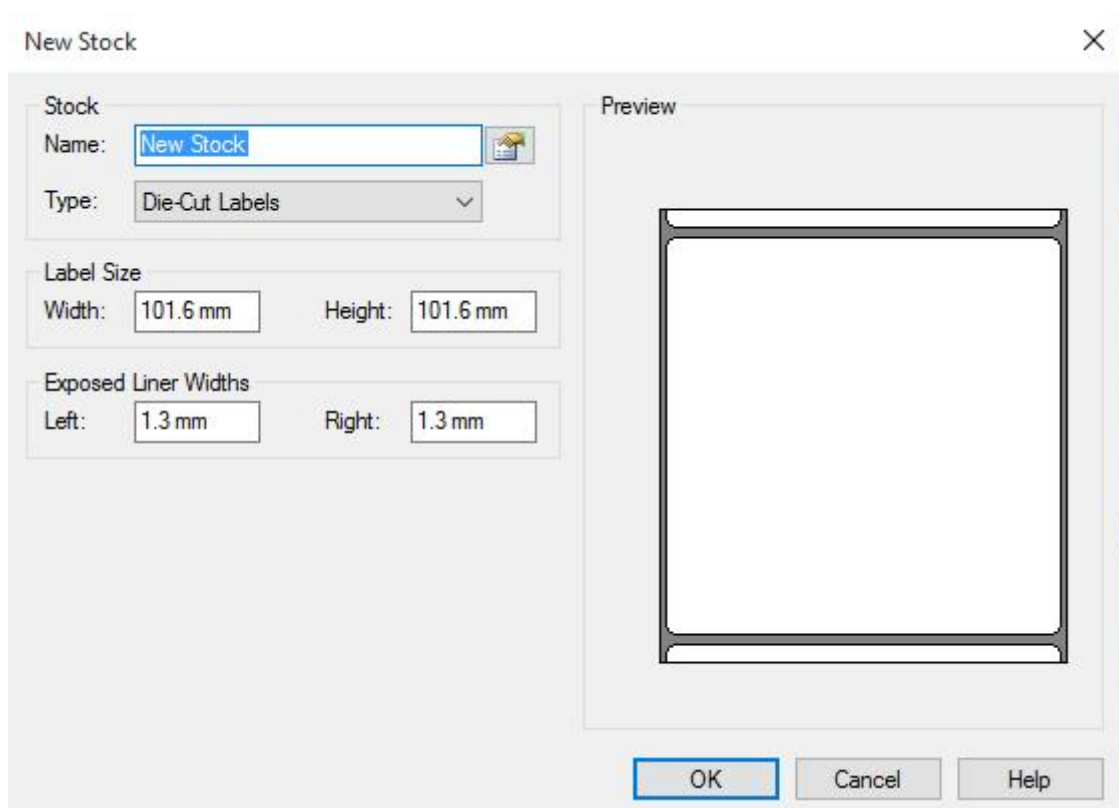 New Stock
Stock
Name: New Stock
Type: Die-Cut Labels
Label Size
Width: 101.6 mm Height: 101.6 mm
Exposed Liner Widths
Left: 1.3 mm Right: 1.3 mm
Preview
OK Cancel Help